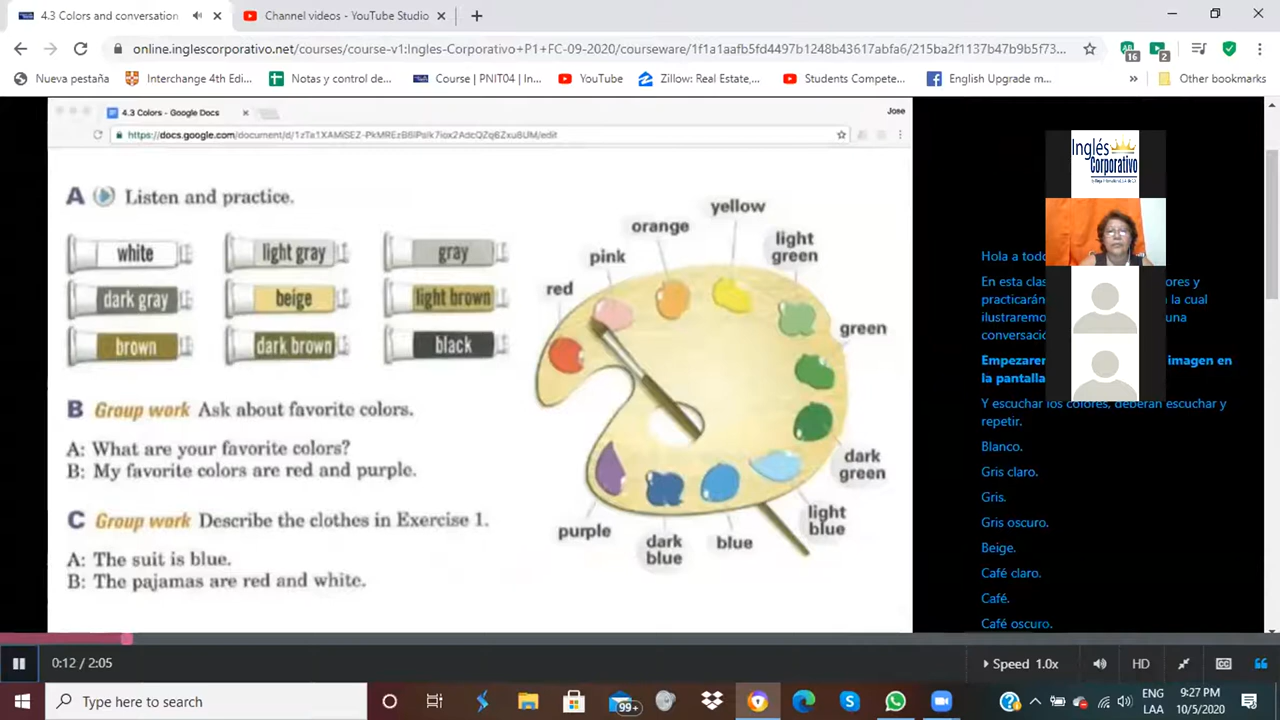 4.3 Colors and conversation
Channel videos - YouTube Studio
online.inglescorporativo.net/courses/course-v1:Ingles-Corporativo+P1+FC-09-2020/courseware/1f1a1aafb5fd4497b1248b43617abfa6/215ba2f1137b47b9b5f73...
16
2
Nueva pestaña
Interchange 4th Edi...
Notas y control de...
Course | PNIT04 | In...
YouTube
Zillow: Real Estate,...
Students Compete...
English Upgrade m...
»
Other bookmarks
4.3 Colors - Google Docs
Jose
A Listen and practice.
white
light gray
gray
dark gray
beige
light brown
brown
dark brown
black
red
pink
orange
yellow
light
green
green
dark
green
light
blue
blue
dark
blue
purple
B Group work Ask about favorite colors.
A: What are your favorite colors?
B: My favorite colors are red and purple.
C Group work Describe the clothes in Exercise 1.
A: The suit is blue.
B: The pajamas are red and white.
Inglés
Corporativo
Hola a todo
En esta clas
ores y
practicarán
la cual
ilustraremo
una
conversació
Empezarem
imagen en
la pantalla
Y escuchar los colores, deberán escuchar y
repetir.
Blanco.
Gris claro.
Gris.
Gris oscuro.
Beige.
Café claro.
Café.
Café oscuro.
0:12 / 2:05
Speed 1.0x
HD
Type here to search
99+
ENG
LAA
9:27 PM
10/5/2020